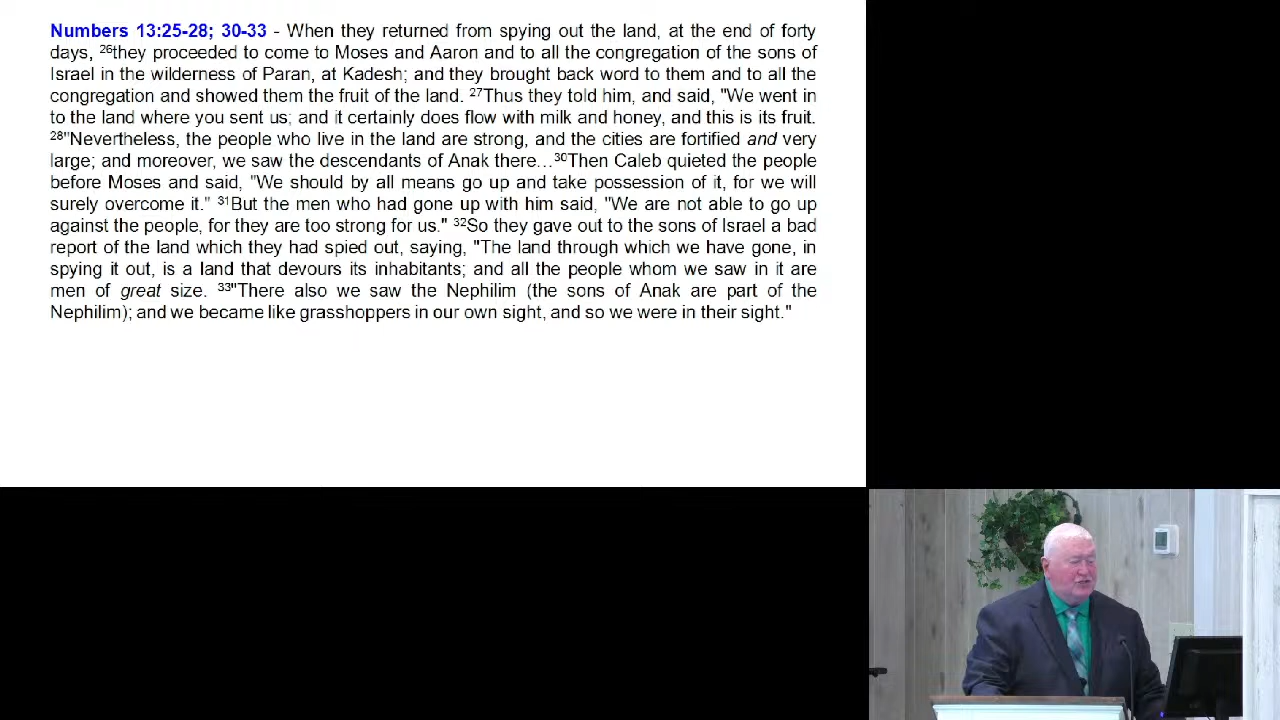 Numbers 13:25-28; 30-33 - When they returned from spying out the land, at the end of forty
days, ²⁶they proceeded to come to Moses and Aaron and to all the congregation of the sons of
Israel in the wilderness of Paran, at Kadesh; and they brought back word to them and to all the
congregation and showed them the fruit of the land. ²⁷Thus they told him, and said, "We went in
to the land where you sent us; and it certainly does flow with milk and honey, and this is its fruit.
²⁸"Nevertheless, the people who live in the land are strong, and the cities are fortified and very
large; and moreover, we saw the descendants of Anak there...³⁰Then Caleb quieted the people
before Moses and said, "We should by all means go up and take possession of it, for we will
surely overcome it." ³¹But the men who had gone up with him said, "We are not able to go up
against the people, for they are too strong for us." ³²So they gave out to the sons of Israel a bad
report of the land which they had spied out, saying, "The land through which we have gone, in
spying it out, is a land that devours its inhabitants; and all the people whom we saw in it are
men of great size. ³³"There also we saw the Nephilim (the sons of Anak are part of the
Nephilim); and we became like grasshoppers in our own sight, and so we were in their sight."